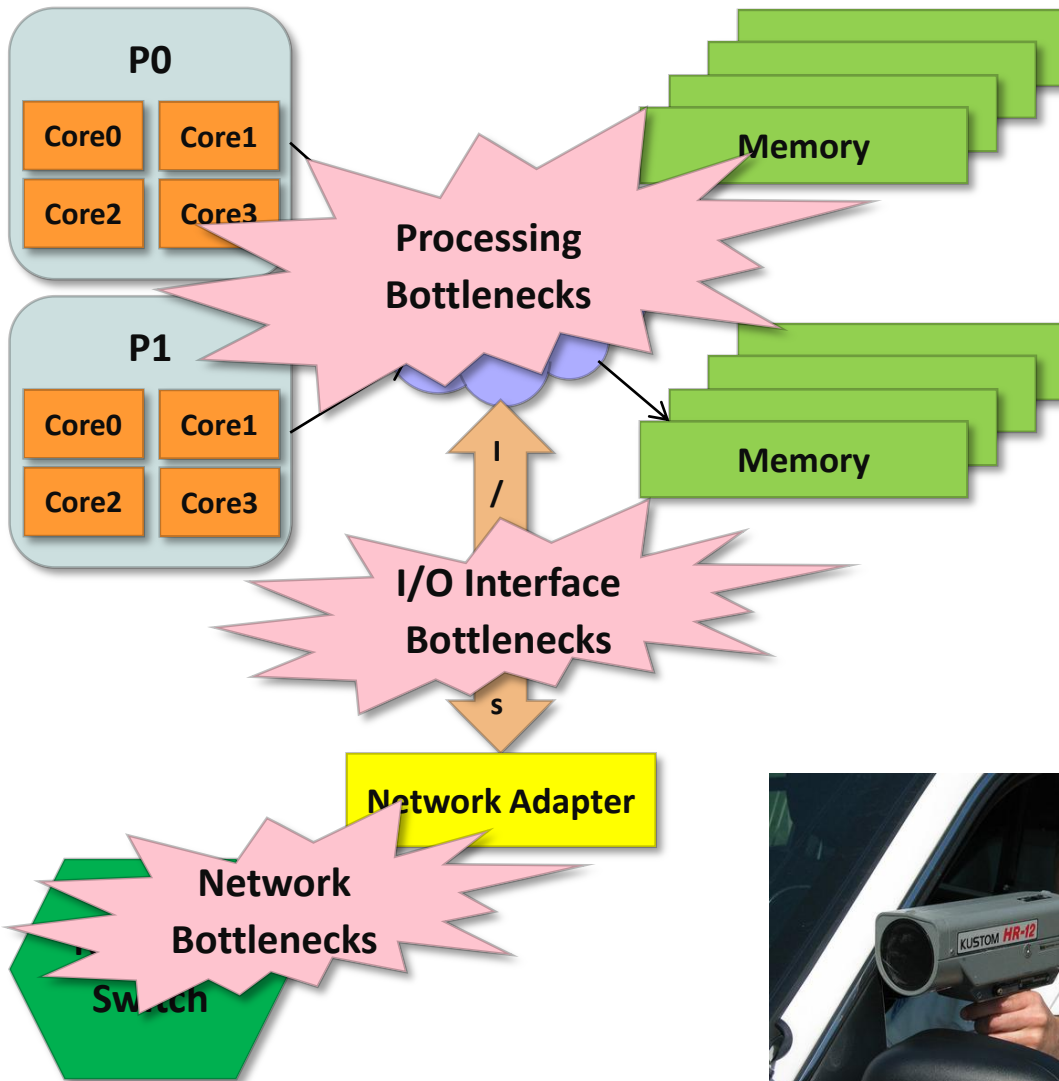 P0
Core0
Core1
Core2
Core3
Memory
Processing
Bottlenecks
P1
Core0
Core1
Core2
Core3
Memory
I
/
I/O Interface
Bottlenecks
s
Network Adapter
Network
Bottlenecks
Switch
KUSTOM HR-12